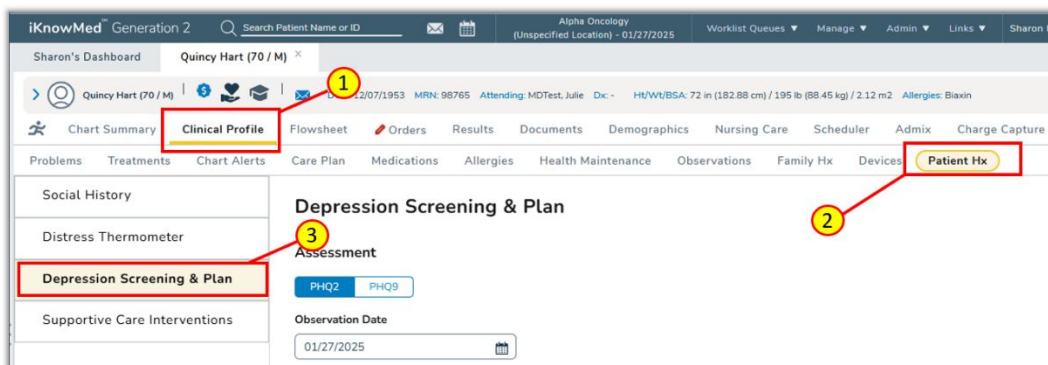 iKnowMed℠ Generation 2 Search Patient Name or ID Alpha Oncology (Unspecified Location) - 01/27/2025 Worklist Queues Manage Admin Links Sharon
Sharon's Dashboard Quincy Hart (70 / M) ×
1
Quincy Hart (70 / M) 12/07/1953 MRN: 98765 Attending: MDTest, Julie Dx: - Ht/Wt/BSA: 72 in (182.88 cm) / 195 lb (88.45 kg) / 2.12 m2 Allergies: Biaxin
Chart Summary Clinical Profile Flowsheet Orders Results Documents Demographics Nursing Care Scheduler Admix Charge Capture
Problems Treatments Chart Alerts Care Plan Medications Allergies Health Maintenance Observations Family Hx Devices Patient Hx
Social History
Depression Screening & Plan
2
Distress Thermometer
3
Assessment
Depression Screening & Plan
PHQ2 PHQ9
Supportive Care Interventions
Observation Date
01/27/2025